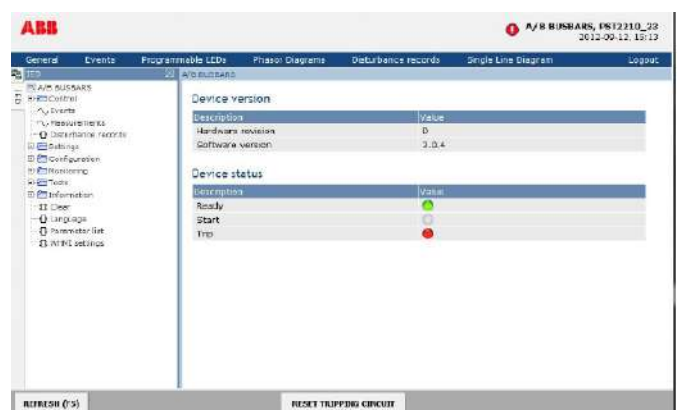 ABB
A/B BUSBARS, PST2210_23
2012-09-12, 15:13
General Events Programmable LEDs Phasor Diagrams Disturbance records Single Line Diagram Logout
IED
A/B BUSBARS
A/B BUSBARS
Control
Events
Measurements
Disturbance records
Settings
Configuration
Monitoring
Tests
Information
Clear
Language
Parameter list
WHMI settings
Device version
Description Value
Hardware revision D
Software version 2.0.4
Device status
Description Value
Ready
Start
Trip
REFRESH (F5) RESET TRIPPING CIRCUIT